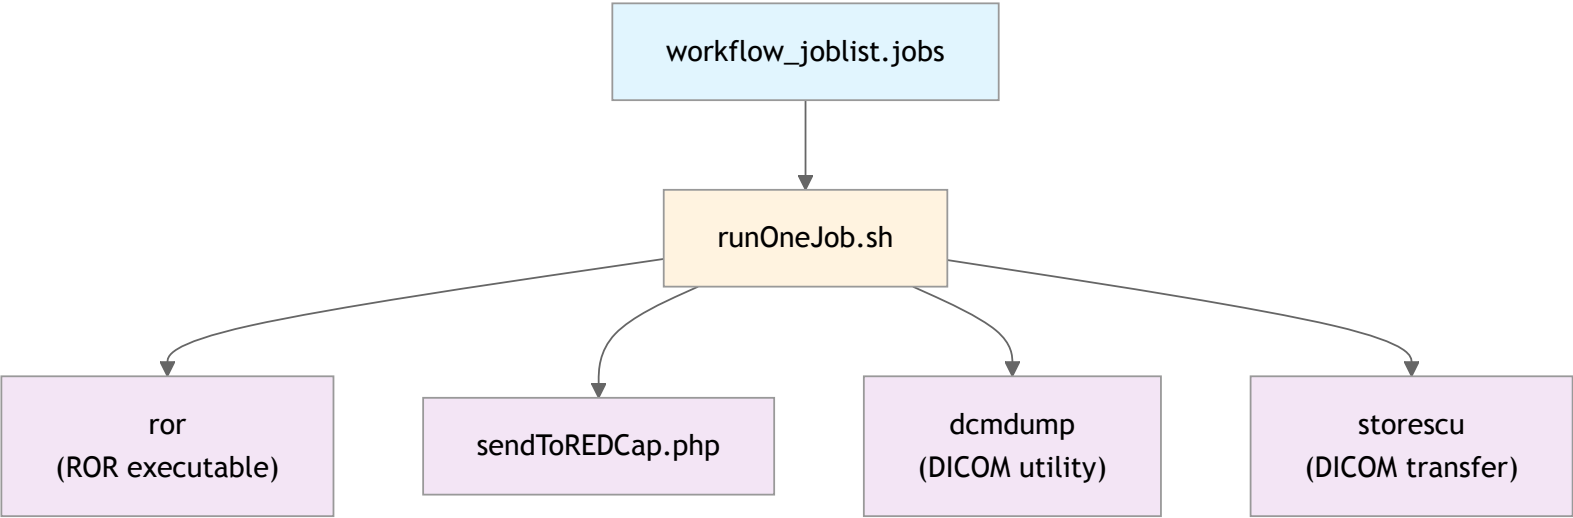 workflow_joblist.jobs
runOneJob.sh
ror
(ROR executable)
sendToREDCap.php
dcmdump
(DICOM utility)
storescu
(DICOM transfer)